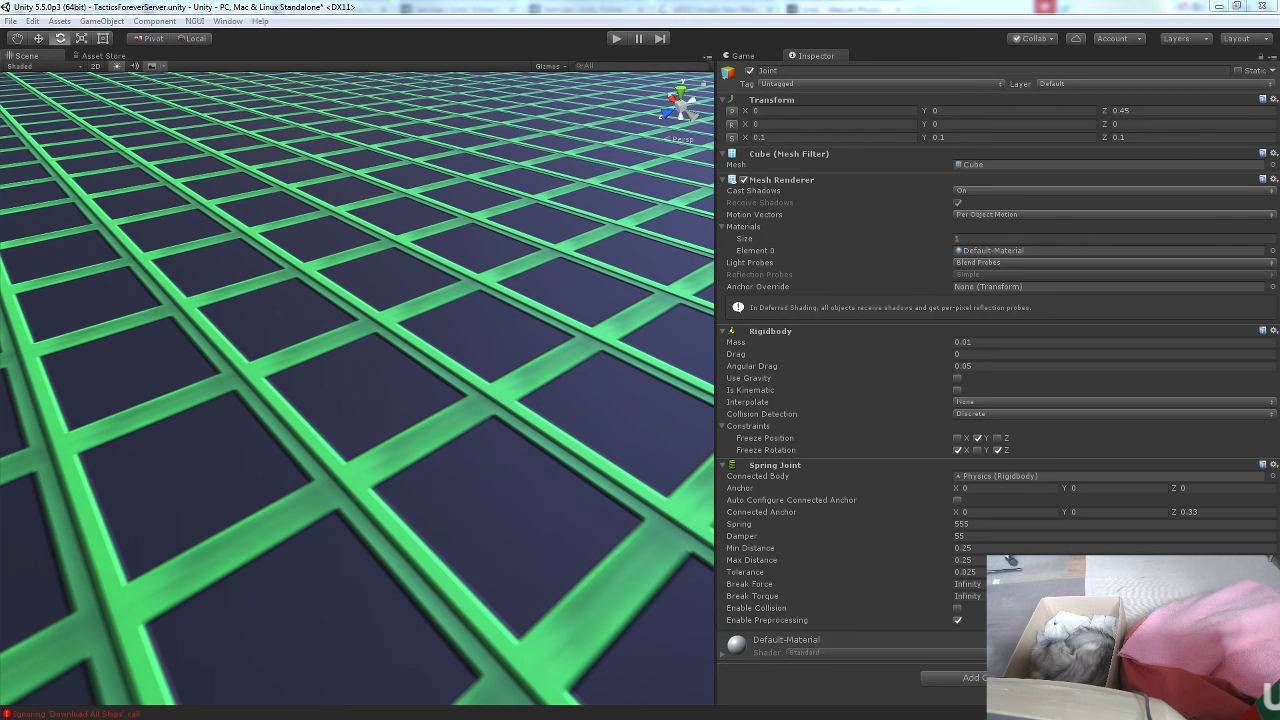 Unity 5.5.0p3 (64bit) - TacticsForeverServer.unity - Unity - PC, Mac & Linux Standalone* <DX11>
File Edit Assets GameObject Component NGUI Window Help
Pivot Local Collab Account Layers Layout
Scene Asset Store Game Inspector
Shaded 2D Gizmos All
Joint Static
Tag Untagged Layer Default
Transform
P X 0 Y 0 Z 0.45
R X 0 Y 0 Z 0
S X 0.1 Y 0.1 Z 0.1
Persp
Cube (Mesh Filter)
Mesh Cube
Mesh Renderer
Cast Shadows On
Receive Shadows
Motion Vectors Per Object Motion
Materials
Size 1
Element 0 Default-Material
Light Probes Blend Probes
Reflection Probes Simple
Anchor Override None (Transform)
In Deferred Shading, all objects receive shadows and get per-pixel reflection probes.
Rigidbody
Mass 0.01
Drag 0
Angular Drag 0.05
Use Gravity
Is Kinematic
Interpolate None
Collision Detection Discrete
Constraints
Freeze Position X Y Z
Freeze Rotation X Y Z
Spring Joint
Connected Body Physics (Rigidbody)
Anchor X 0 Y 0 Z 0
Auto Configure Connected Anchor
Connected Anchor X 0 Y 0 Z 0.33
Spring 555
Damper 55
Min Distance 0.25
Max Distance 0.25
Tolerance 0.025
Break Force Infinity
Break Torque Infinity
Enable Collision
Enable Preprocessing
Default-Material
Shader Standard
Add
Ignoring 'Download All Ships' call